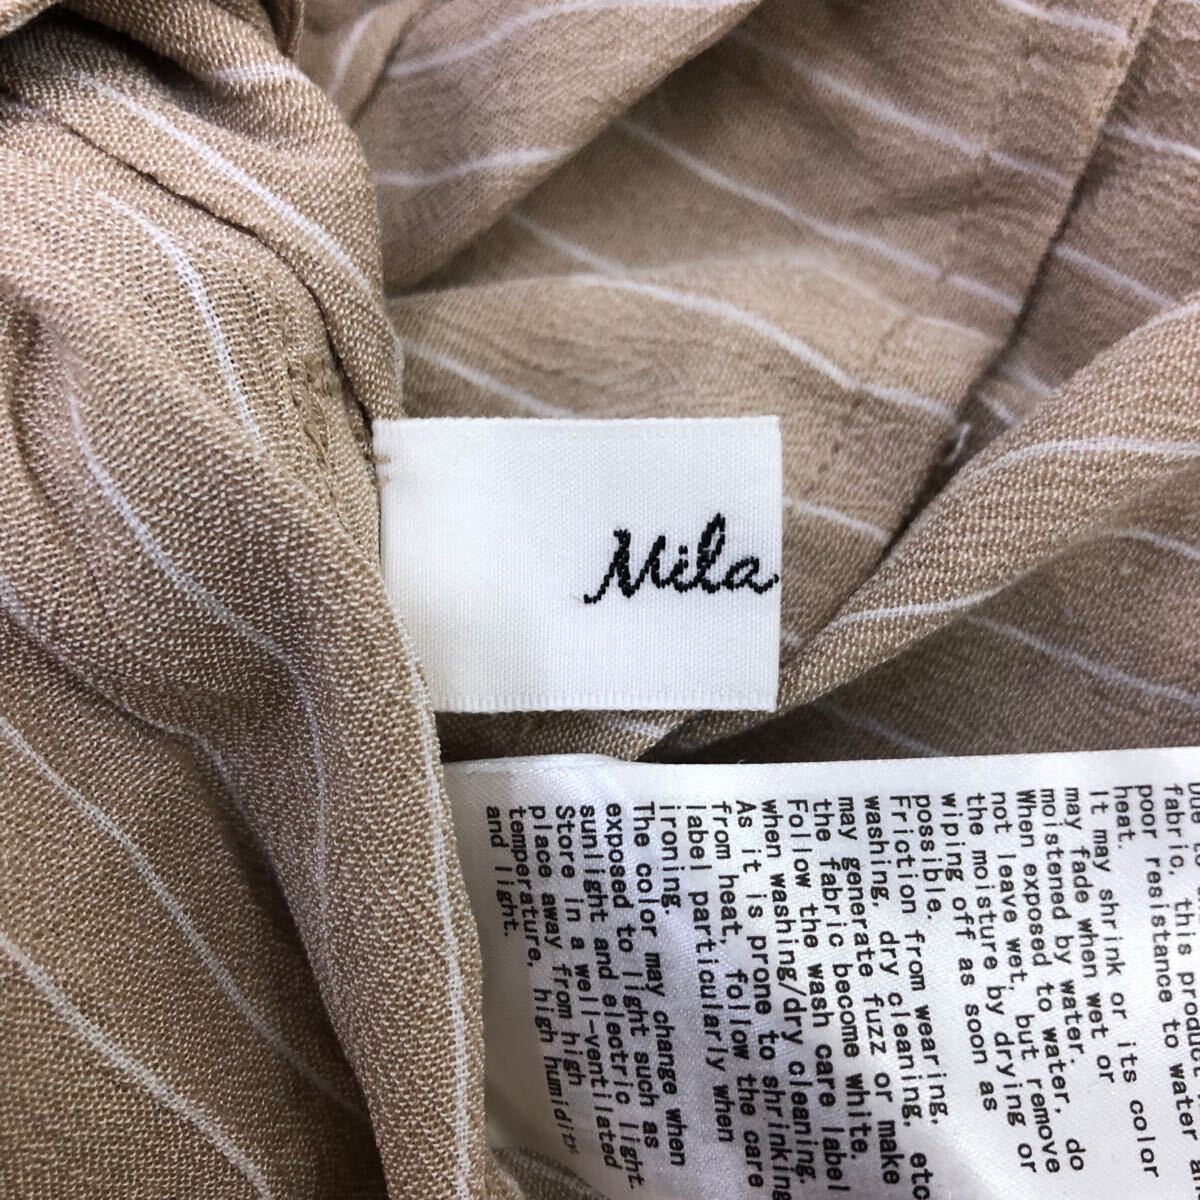 Mila
fabric, this product
poor resistance to water
heat.
It may shrink or its color
may fade when wet or
moistened by water.
When exposed to water, do
not leave wet, but remove
the moisture by drying or
wiping off as soon as
possible.
Friction from wearing,
washing, dry cleaning, etc
may generate fuzz or make
the fabric become white.
Follow the wash care label
when washing/dry cleaning.
As it is prone to shrinking
from heat, follow the care
label particularly when
ironing.
The color may change when
exposed to light such as
sunlight and electric light.
Store in a well-ventilated
place away from high
temperature, high humidity
and light.